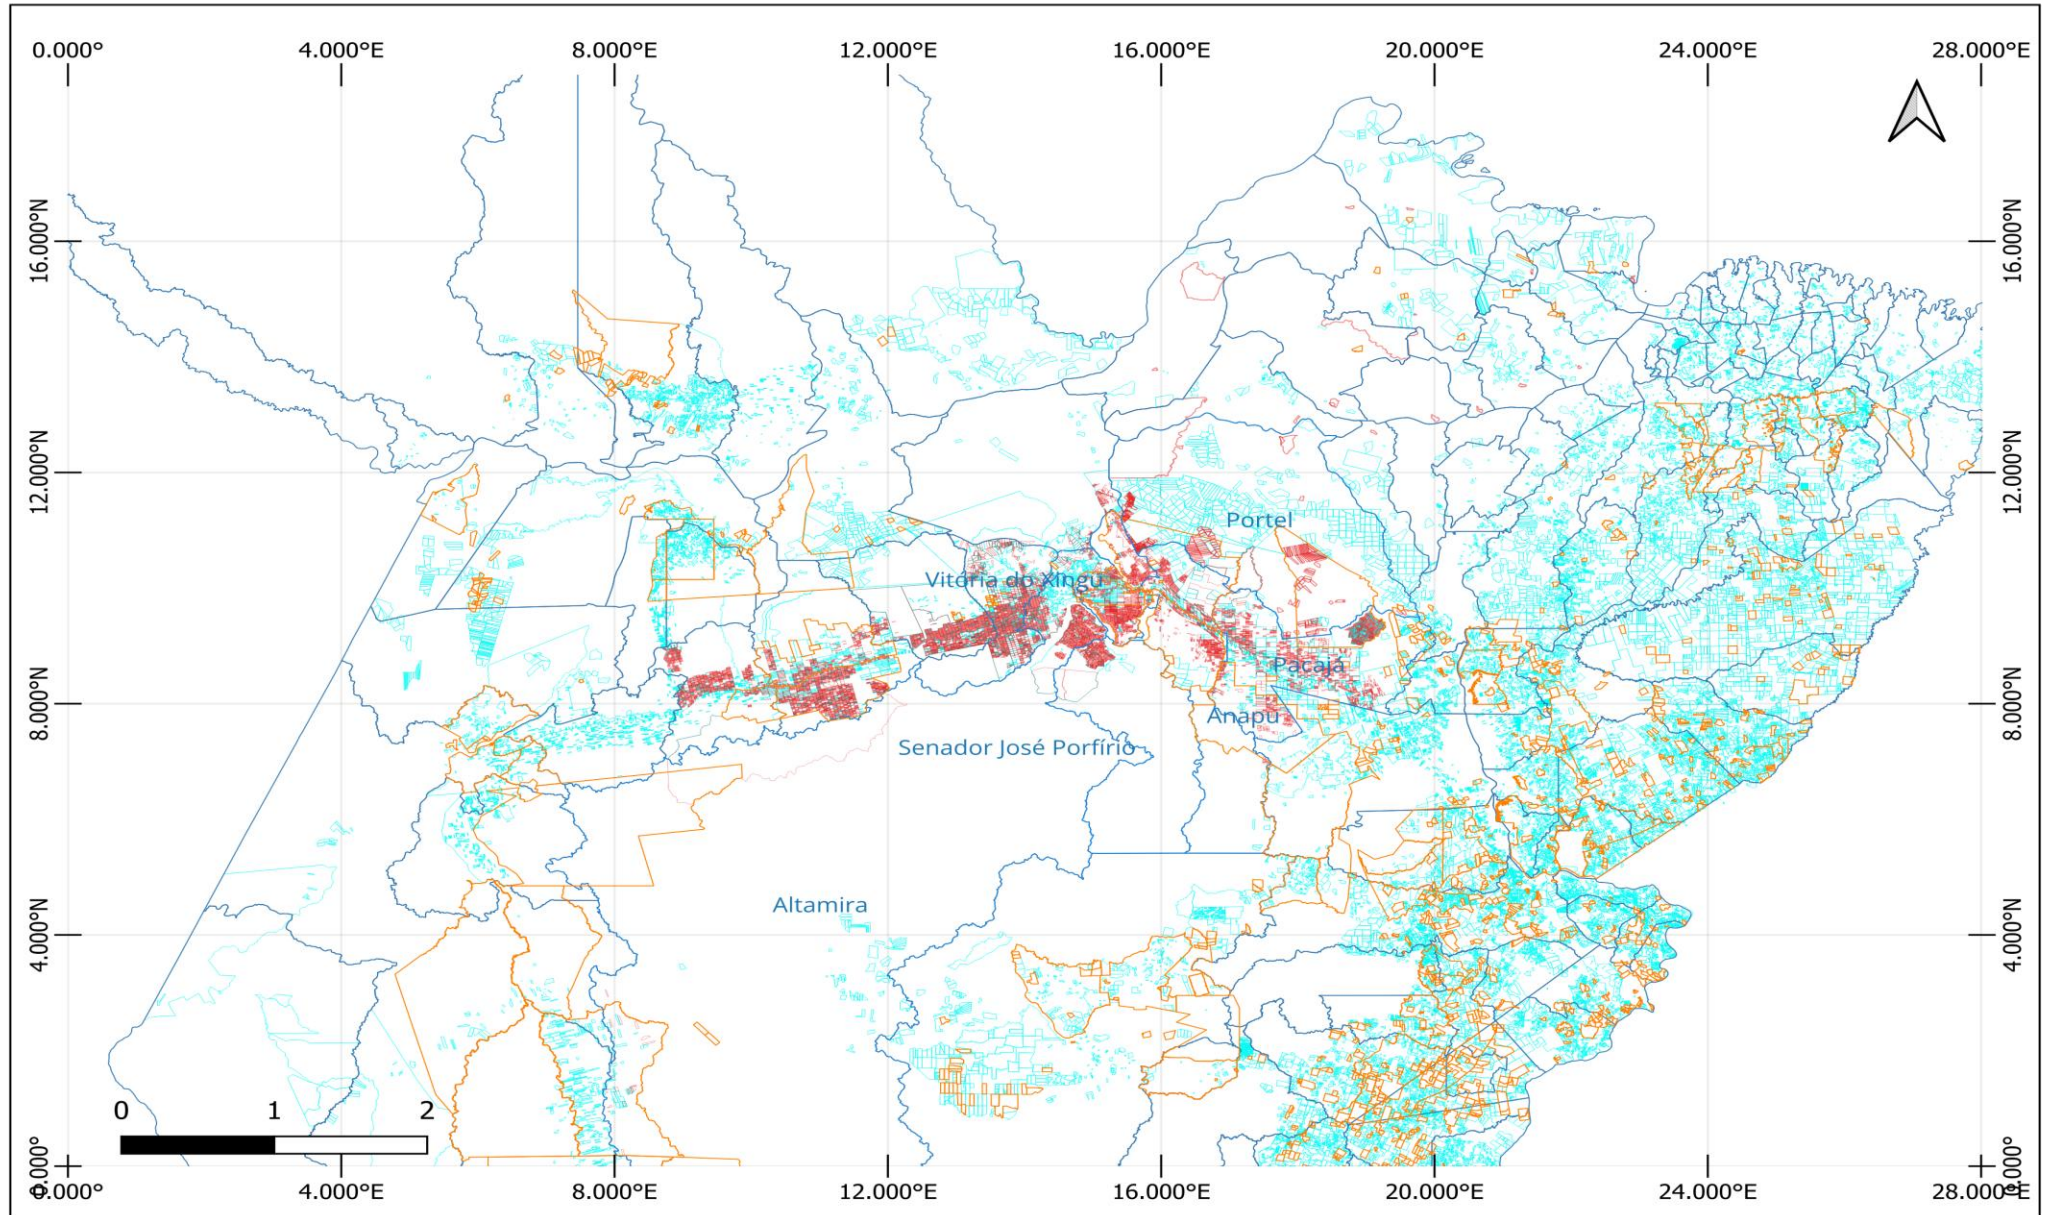 0.000° 4.000°E 8.000°E 12.000°E 16.000°E 20.000°E 24.000°E 28.000°E
16.000°N 16.000°N
12.000°N 12.000°N
Portel
Vitória do Xingu
Pacajá
8.000°N 8.000°N
Anapu
Senador José Porfírio
Altamira
4.000°N 4.000°N
0 1 2
0.000° 0.000°
0.000° 4.000°E 8.000°E 12.000°E 16.000°E 20.000°E 24.000°E 28.000°E